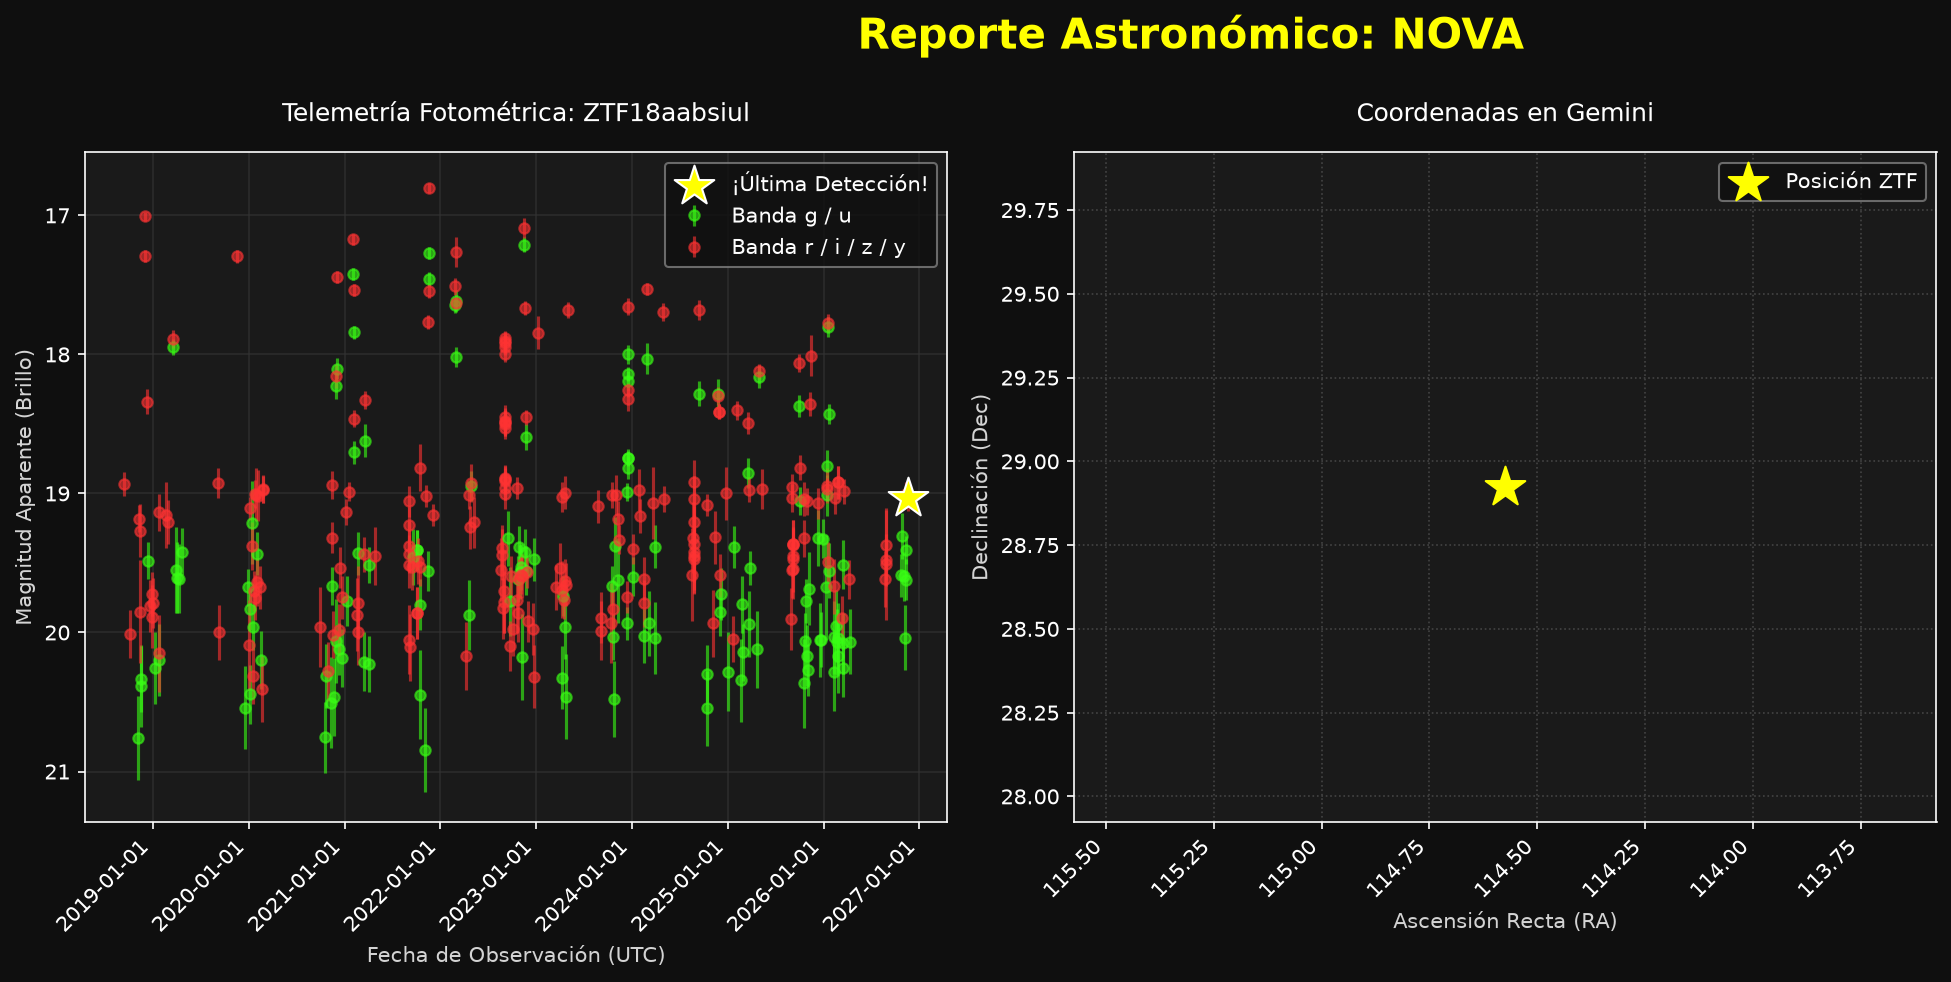 Reporte Astronómico: NOVA
Telemetría Fotométrica: ZTF18aabsiul
¡Última Detección!
Banda g / u
Banda r / i / z / y
Magnitud Aparente (Brillo)
17
18
19
20
21
2019-01-01
2020-01-01
2021-01-01
2022-01-01
2023-01-01
2024-01-01
2025-01-01
2026-01-01
2027-01-01
Fecha de Observación (UTC)
Coordenadas en Gemini
Posición ZTF
Declinación (Dec)
29.75
29.50
29.25
29.00
28.75
28.50
28.25
28.00
115.50
115.25
115.00
114.75
114.50
114.25
114.00
113.75
Ascensión Recta (RA)